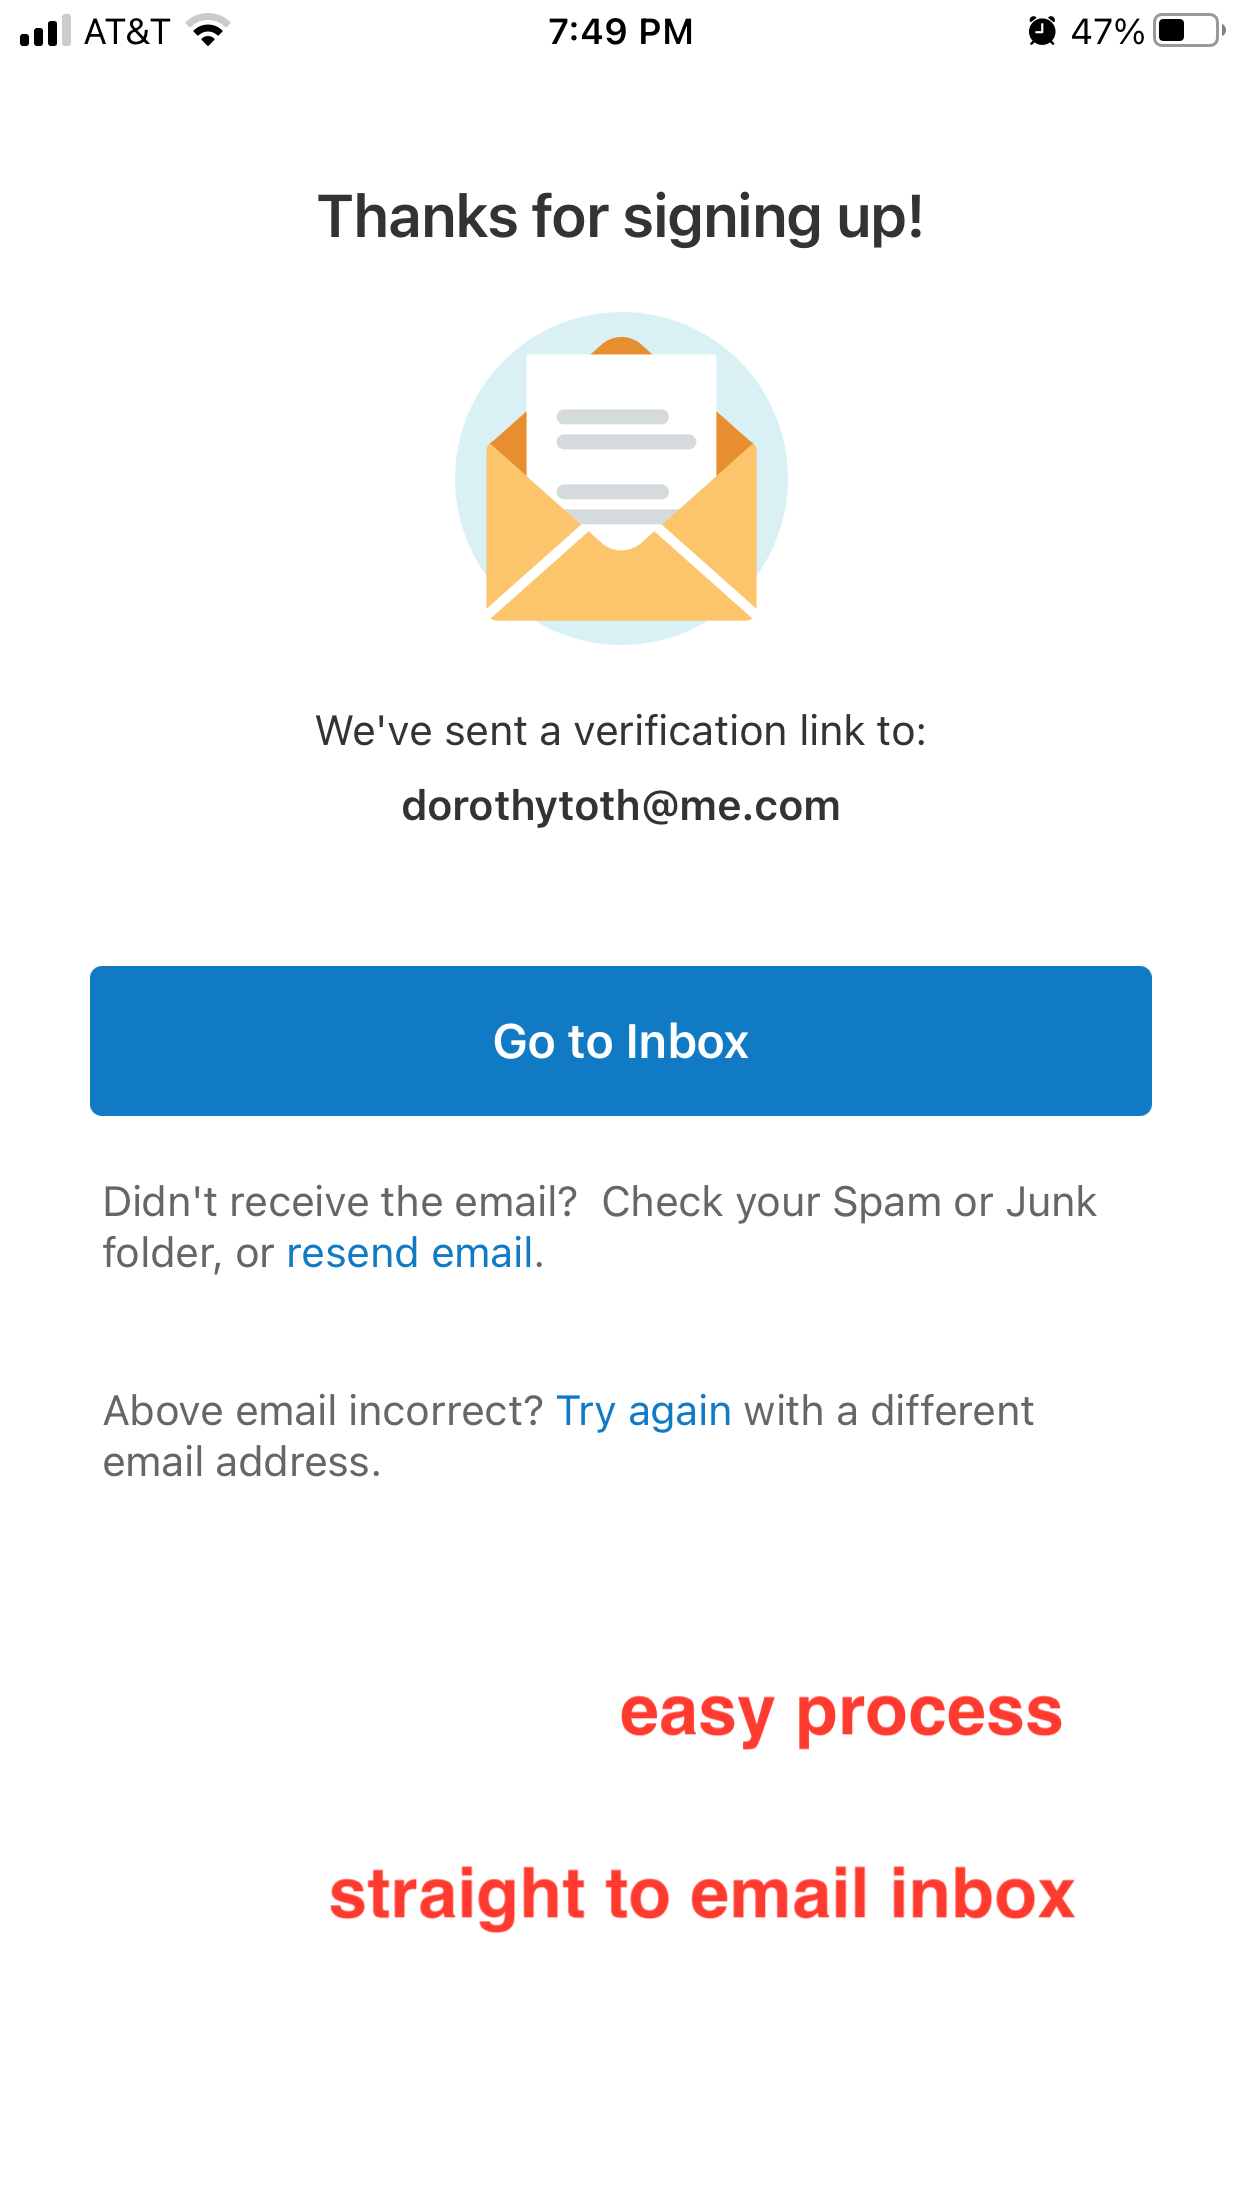 AT&T 7:49 PM 47%
Thanks for signing up!
We've sent a verification link to:
dorothytoth@me.com
Go to Inbox
Didn't receive the email? Check your Spam or Junk
folder, or resend email.
Above email incorrect? Try again with a different
email address.
easy process
straight to email inbox